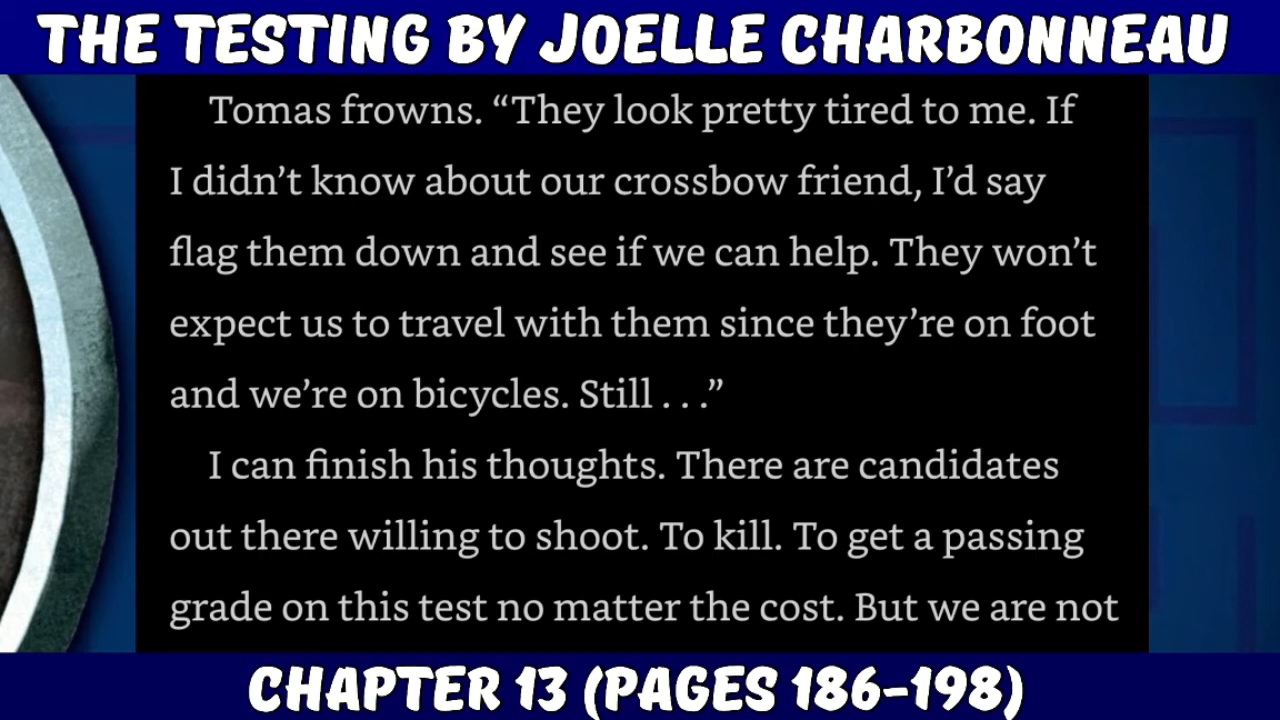 THE TESTING BY JOELLE CHARBONNEAU
Tomas frowns. “They look pretty tired to me. If
I didn’t know about our crossbow friend, I’d say
flag them down and see if we can help. They won’t
expect us to travel with them since they’re on foot
and we’re on bicycles. Still . . .”
I can finish his thoughts. There are candidates
out there willing to shoot. To kill. To get a passing
grade on this test no matter the cost. But we are not
CHAPTER 13 (PAGES 186-198)